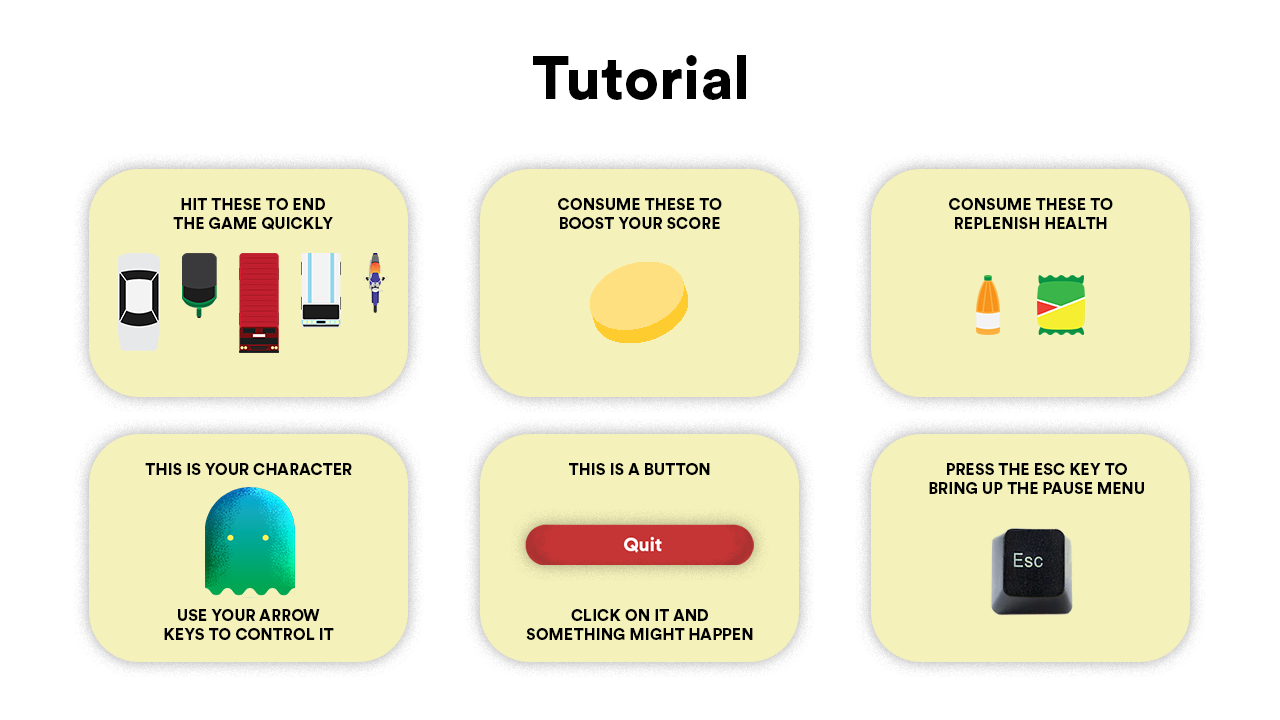 Tutorial
HIT THESE TO END
THE GAME QUICKLY
CONSUME THESE TO
BOOST YOUR SCORE
CONSUME THESE TO
REPLENISH HEALTH
THIS IS YOUR CHARACTER
USE YOUR ARROW
KEYS TO CONTROL IT
THIS IS A BUTTON
Quit
CLICK ON IT AND
SOMETHING MIGHT HAPPEN
PRESS THE ESC KEY TO
BRING UP THE PAUSE MENU
Esc